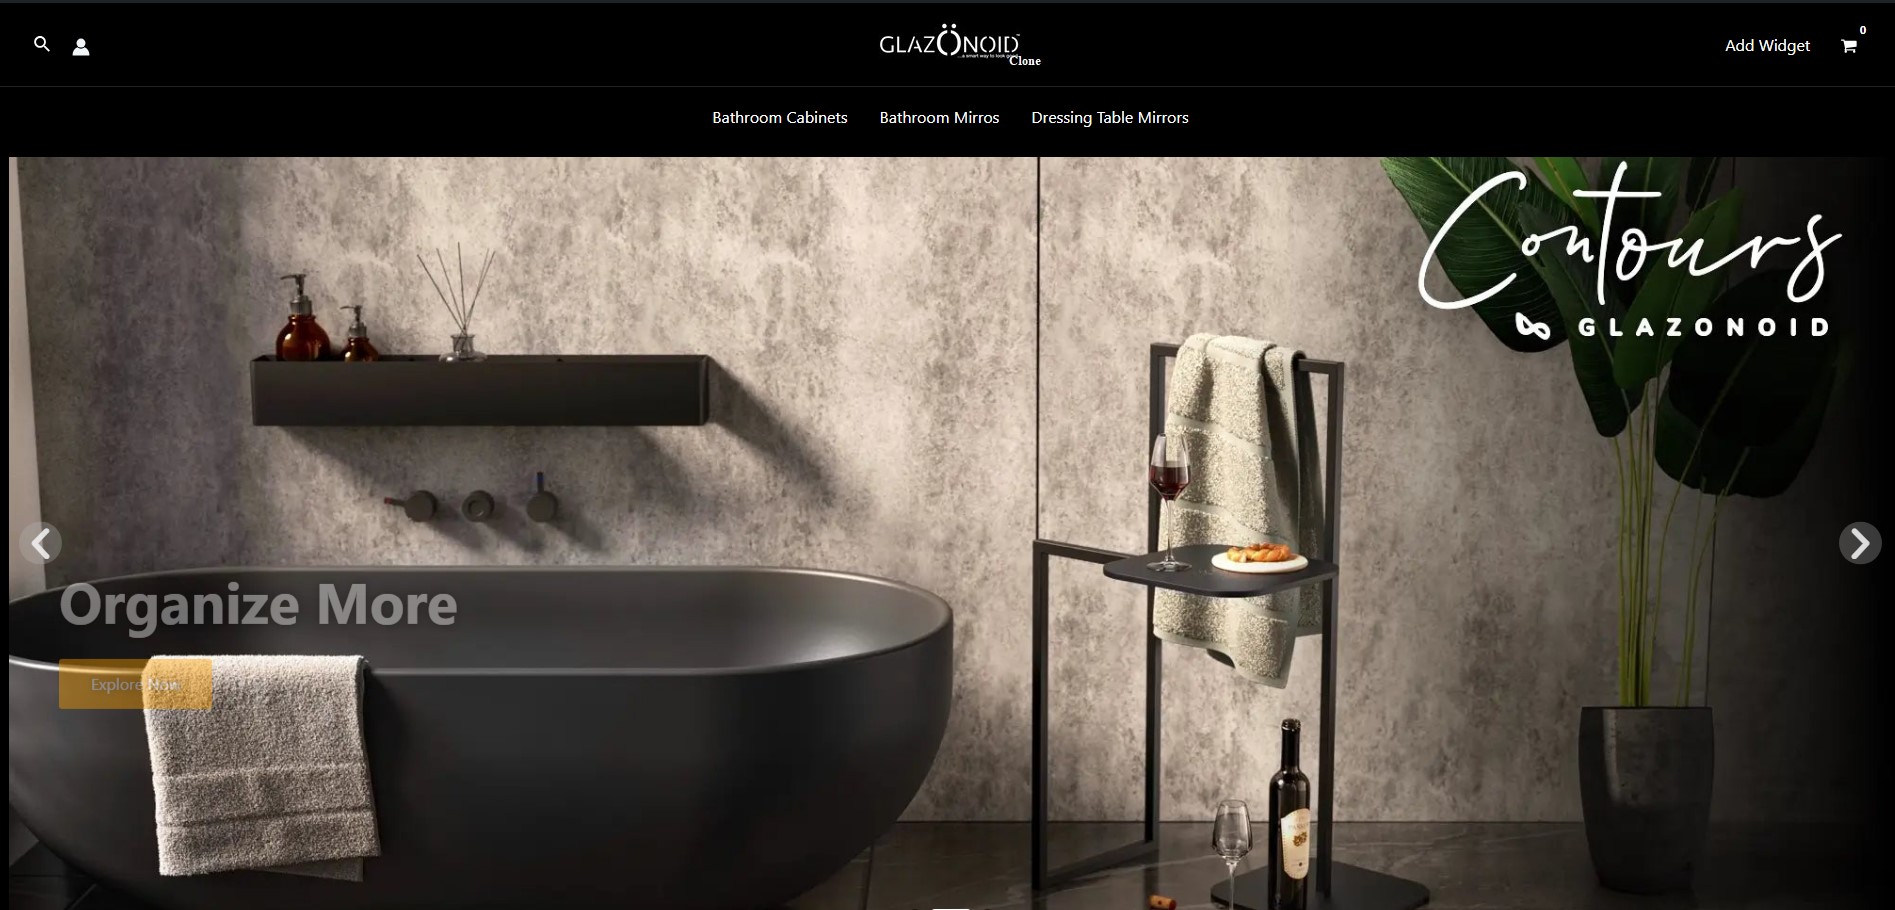 GLAZÖNOID
...a smart way to look good
Clone
Add Widget
0
Bathroom Cabinets
Bathroom Mirros
Dressing Table Mirrors
Contours
GLAZONOID
Organize More
Explore Now